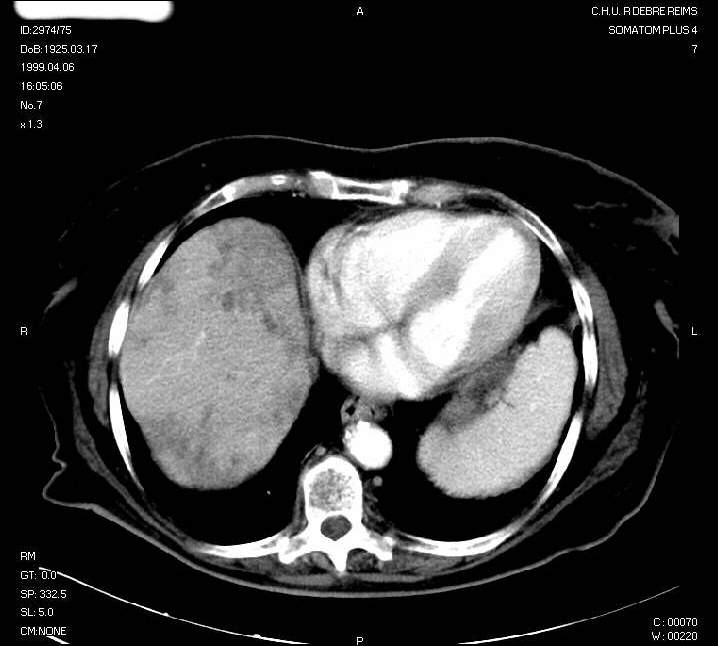 A
C.H.U. R DEBRE REIMS
ID:2974/75
SOMATOM PLUS 4
DoB:1925.03.17
7
1999.04.06
16:05:06
No.7
x1.3
R
L
RM
GT: 0.0
SP: 332.5
SL: 5.0
CM:NONE
P
C: 00070
W: 00220